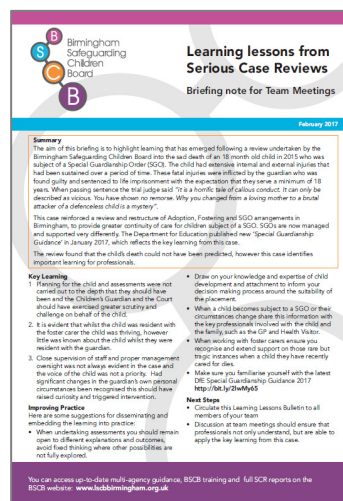 B
S
C
B
Birmingham
Safeguarding
Children
Board
Learning lessons from
Serious Case Reviews
Briefing note for Team Meetings
February 2017
Summary
The aim of this briefing is to highlight learning that has emerged following a review undertaken by the
Birmingham Safeguarding Children Board into the sad death of an 18 month old child in 2015 who was
subject of a Special Guardianship Order (SGO). The child had extensive internal and external injuries that
had been sustained over a period of time. These fatal injuries were inflicted by the guardian who was
found guilty and sentenced to life imprisonment with the expectation that they serve a minimum of 18
years. When passing sentence the trial judge said "it is a horrific tale of callous conduct. It can only be
described as vicious. You have shown no remorse. Why you changed from a loving mother to a brutal
attacker of a defenceless child is a mystery".
This case reinforced a review and restructure of Adoption, Fostering and SGO arrangements in
Birmingham, to provide greater continuity of care for children subject of a SGO. SGOs are now managed
and supported very differently. The Department for Education published new 'Special Guardianship
Guidance' in January 2017, which reflects the key learning from this case.
The review found that the child's death could not have been predicted, however this case identifies
important learning for professionals.
Key Learning
1 Planning for the child and assessments were not
carried out to the depth that they should have
been and the Children's Guardian and the Court
should have exercised greater scrutiny and
challenge on behalf of the child.
2. It is evident that whilst the child was resident with
the foster carer the child was thriving, however
little was known about the child whilst they were
resident with the guardian.
3. Close supervision of staff and proper management
oversight was not always evident in the case and
the voice of the child was not a priority. Had
significant changes in the guardian's own personal
circumstances been recognised this should have
raised curiosity and triggered intervention.
Improving Practice
Here are some suggestions for disseminating and
embedding the learning into practice:
• When undertaking assessments you should remain
open to different explanations and outcomes,
avoid fixed thinking where other possibilities are
not fully explored.
• Draw on your knowledge and expertise of child
development and attachment to inform your
decision making process around the suitability of
the placement.
• When a child becomes subject to a SGO or their
circumstances change share this information with
the key professionals involved with the child and
the family, such as the GP and Health Visitor.
• When working with foster carers ensure you
recognise and extend support on those rare but
tragic instances when a child they have recently
cared for dies.
• Make sure you familiarise yourself with the latest
DfE Special Guardianship Guidance 2017
http://bit.ly/2lwMy65
Next Steps
• Circulate this Learning Lessons Bulletin to all
members of your team
• Discussion at team meetings should ensure that
professionals not only understand, but are able to
apply the key learning from this case.
You can access up-to-date multi-agency guidance, BSCB training and full SCR reports on the
BSCB website: www.lscbbirmingham.org.uk